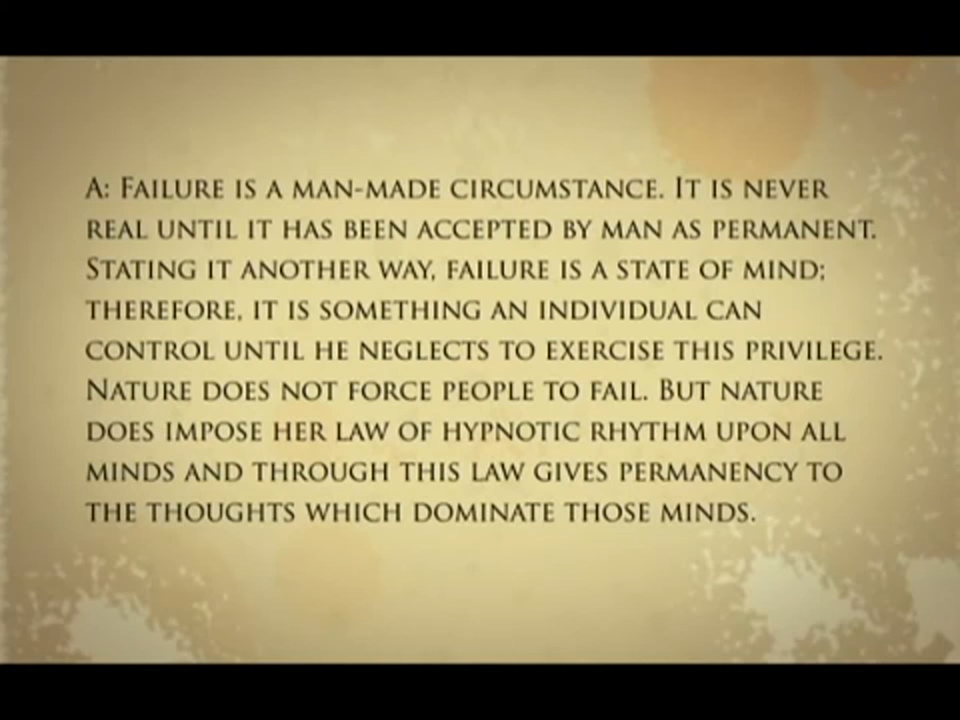 A: Failure is a man-made circumstance. It is never
real until it has been accepted by man as permanent.
Stating it another way, failure is a state of mind;
therefore, it is something an individual can
control until he neglects to exercise this privilege.
Nature does not force people to fail. But nature
does impose her law of hypnotic rhythm upon all
minds and through this law gives permanency to
the thoughts which dominate those minds.